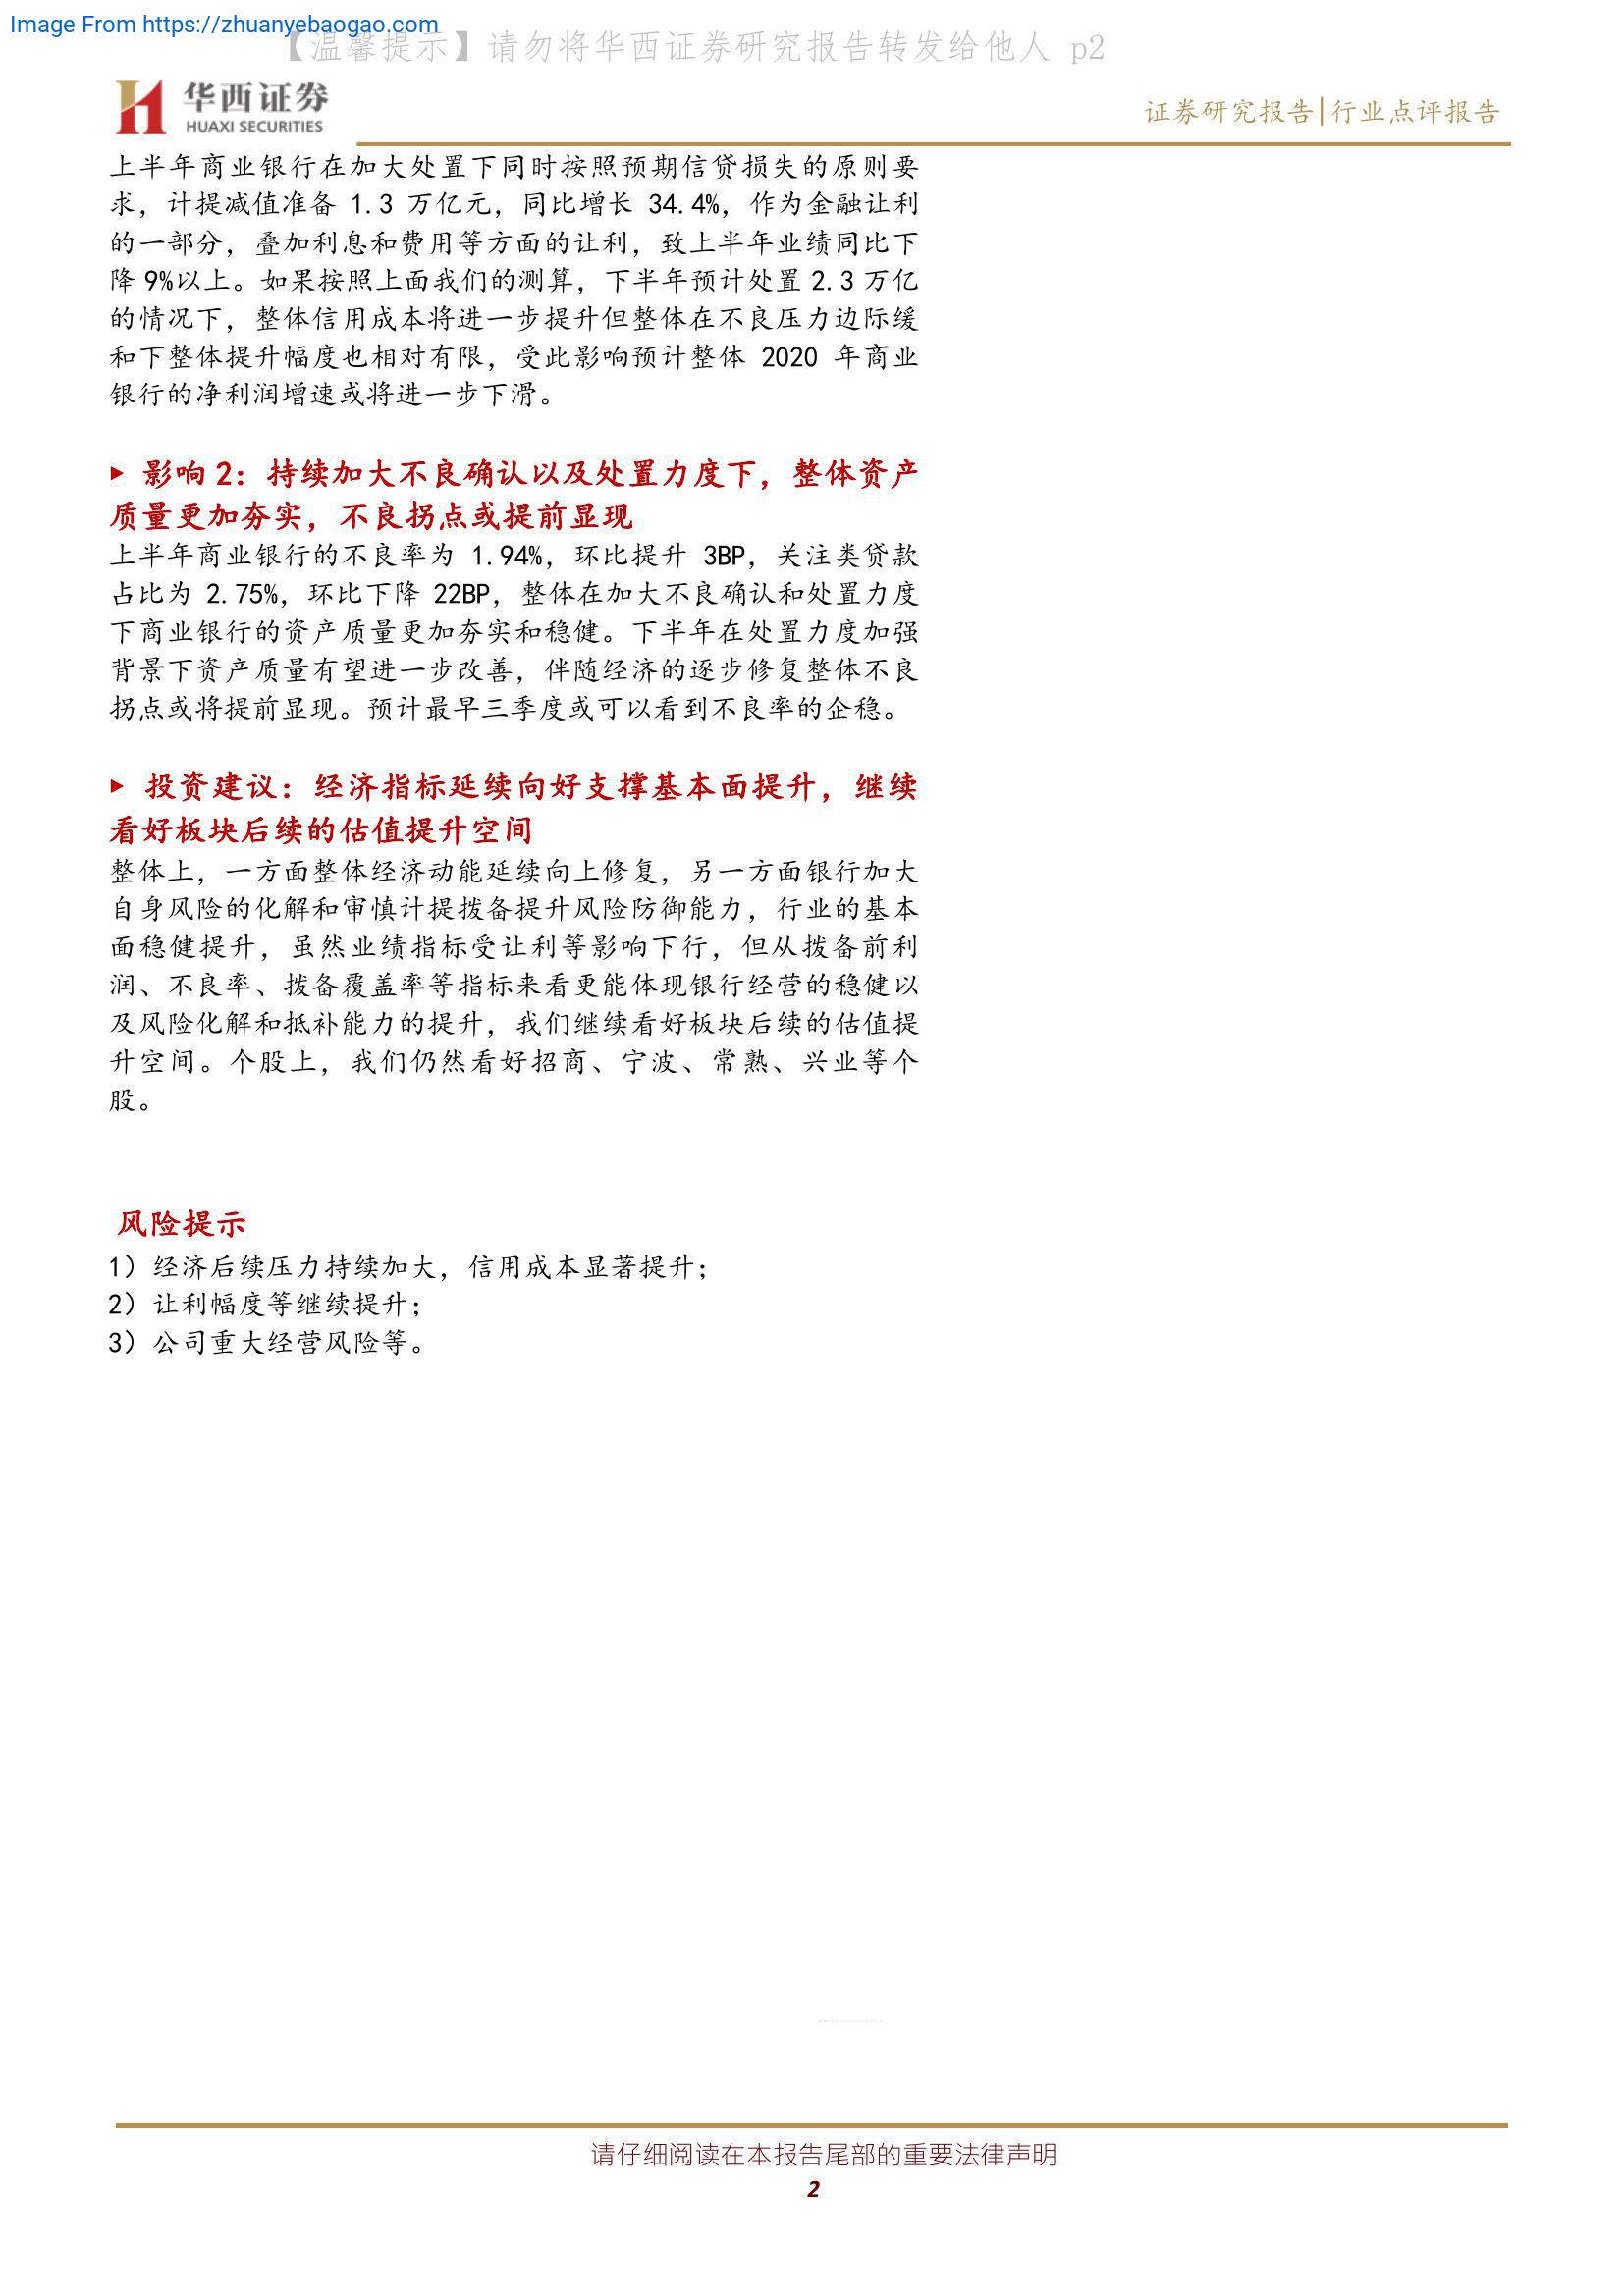 Image From https://zhuanyebaogao.com
【温馨提示】请勿将华西证券研究报告转发给他人 p2
华西证券
HUAXI SECURITIES
证券研究报告|行业点评报告
上半年商业银行在加大处置下同时按照预期信贷损失的原则要
求，计提减值准备 1.3 万亿元，同比增长 34.4%，作为金融让利
的一部分，叠加利息和费用等方面的让利，致上半年业绩同比下
降 9%以上。如果按照上面我们的测算，下半年预计处置 2.3 万亿
的情况下，整体信用成本将进一步提升但整体在不良压力边际缓
和下整体提升幅度也相对有限，受此影响预计整体 2020 年商业
银行的净利润增速或将进一步下滑。
▶ 影响 2：持续加大不良确认以及处置力度下，整体资产
质量更加夯实，不良拐点或提前显现
上半年商业银行的不良率为 1.94%，环比提升 3BP，关注类贷款
占比为 2.75%，环比下降 22BP，整体在加大不良确认和处置力度
下商业银行的资产质量更加夯实和稳健。下半年在处置力度加强
背景下资产质量有望进一步改善，伴随经济的逐步修复整体不良
拐点或将提前显现。预计最早三季度或可以看到不良率的企稳。
▶ 投资建议：经济指标延续向好支撑基本面提升，继续
看好板块后续的估值提升空间
整体上，一方面整体经济动能延续向上修复，另一方面银行加大
自身风险的化解和审慎计提拨备提升风险防御能力，行业的基本
面稳健提升，虽然业绩指标受让利等影响下行，但从拨备前利
润、不良率、拨备覆盖率等指标来看更能体现银行经营的稳健以
及风险化解和抵补能力的提升，我们继续看好板块后续的估值提
升空间。个股上，我们仍然看好招商、宁波、常熟、兴业等个
股。
风险提示
1）经济后续压力持续加大，信用成本显著提升；
2）让利幅度等继续提升；
3）公司重大经营风险等。
请仔细阅读在本报告尾部的重要法律声明
2